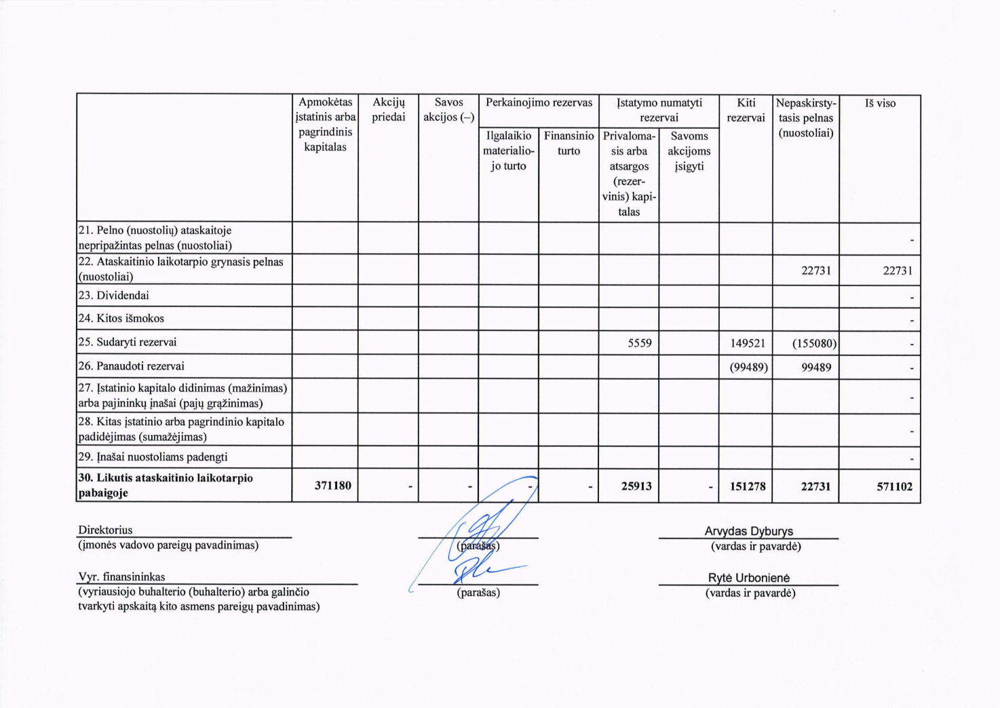 Apmokėtas
įstatinis arba
pagrindinis
kapitalas
Akcijų
priedai
Savos
akcijos (–)
Perkainojimo rezervas
Įstatymo numatyti
rezervai
Kiti
rezervai
Nepaskirsty-
tasis pelnas
(nuostoliai)
Iš viso
Ilgalaikio
materialio-
jo turto
Finansinio
turto
Privaloma-
sis arba
atsargos
(rezer-
vinis) kapi-
talas
Savoms
akcijoms
įsigyti
21. Pelno (nuostolių) ataskaitoje
nepripažintas pelnas (nuostoliai) -
22. Ataskaitinio laikotarpio grynasis pelnas
(nuostoliai) 22731 22731
23. Dividendai -
24. Kitos išmokos -
25. Sudaryti rezervai 5559 149521 (155080) -
26. Panaudoti rezervai (99489) 99489 -
27. Įstatinio kapitalo didinimas (mažinimas)
arba pajininkų įnašai (pajų grąžinimas) -
28. Kitas įstatinio arba pagrindinio kapitalo
padidėjimas (sumažėjimas) -
29. Įnašai nuostoliams padengti -
30. Likutis ataskaitinio laikotarpio
pabaigoje 371180 - - - - 25913 - 151278 22731 571102
Direktorius Arvydas Dyburys
(įmonės vadovo pareigų pavadinimas) (parašas) (vardas ir pavardė)
Vyr. finansininkas Rytė Urbonienė
(vyriausiojo buhalterio (buhalterio) arba galinčio (parašas) (vardas ir pavardė)
tvarkyti apskaitą kito asmens pareigų pavadinimas)